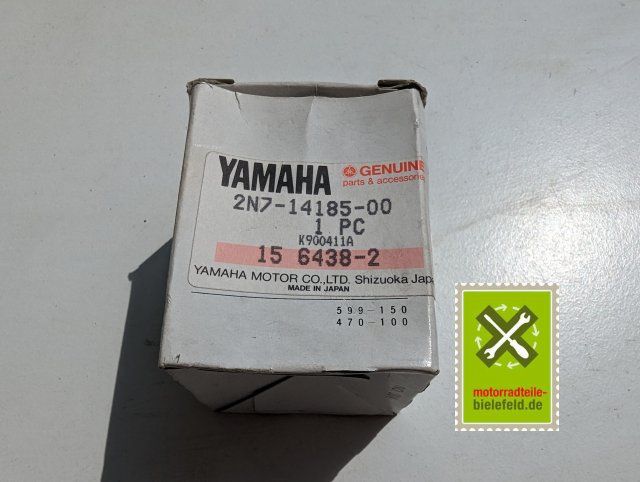 YAMAHA
GENUINE
parts & accessorie
2N7-14185-00
1 PC
K900411A
15 6438-2
YAMAHA MOTOR CO.,LTD. Shizuoka Jap
MADE IN JAPAN
599-150
470-100
motorradteile-
bielefeld.de